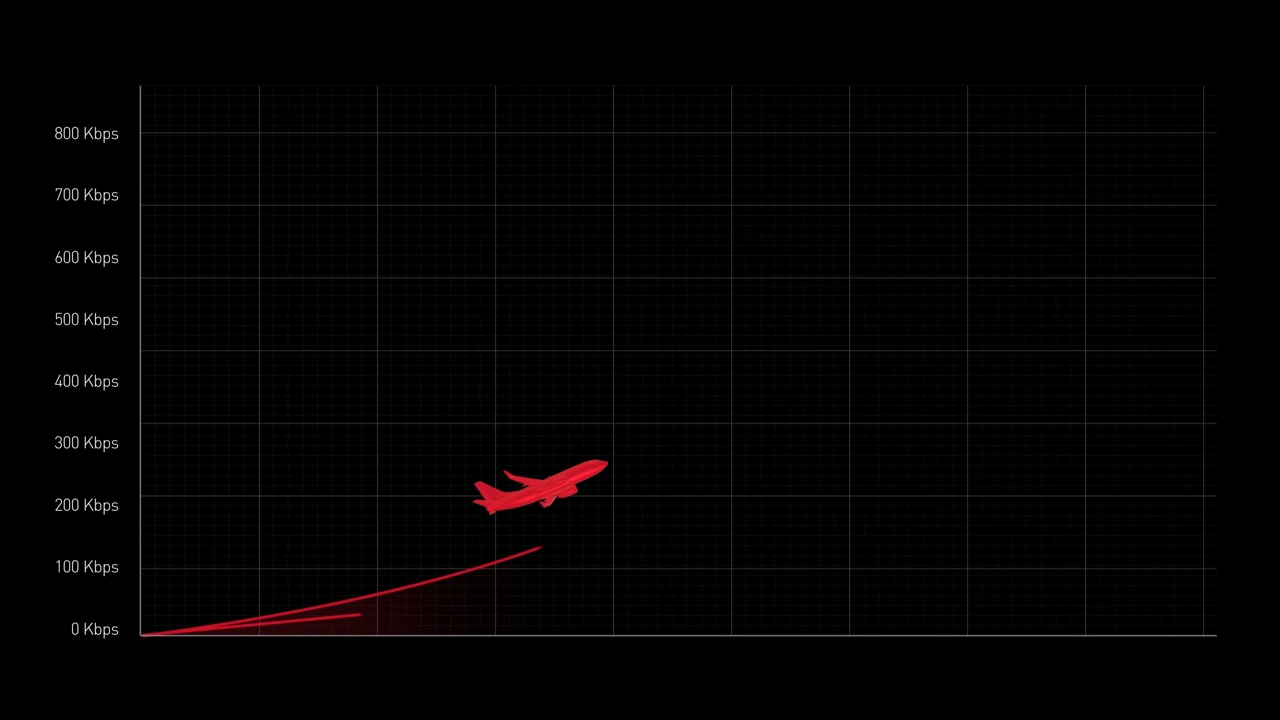 800 Kbps
700 Kbps
600 Kbps
500 Kbps
400 Kbps
300 Kbps
200 Kbps
100 Kbps
0 Kbps